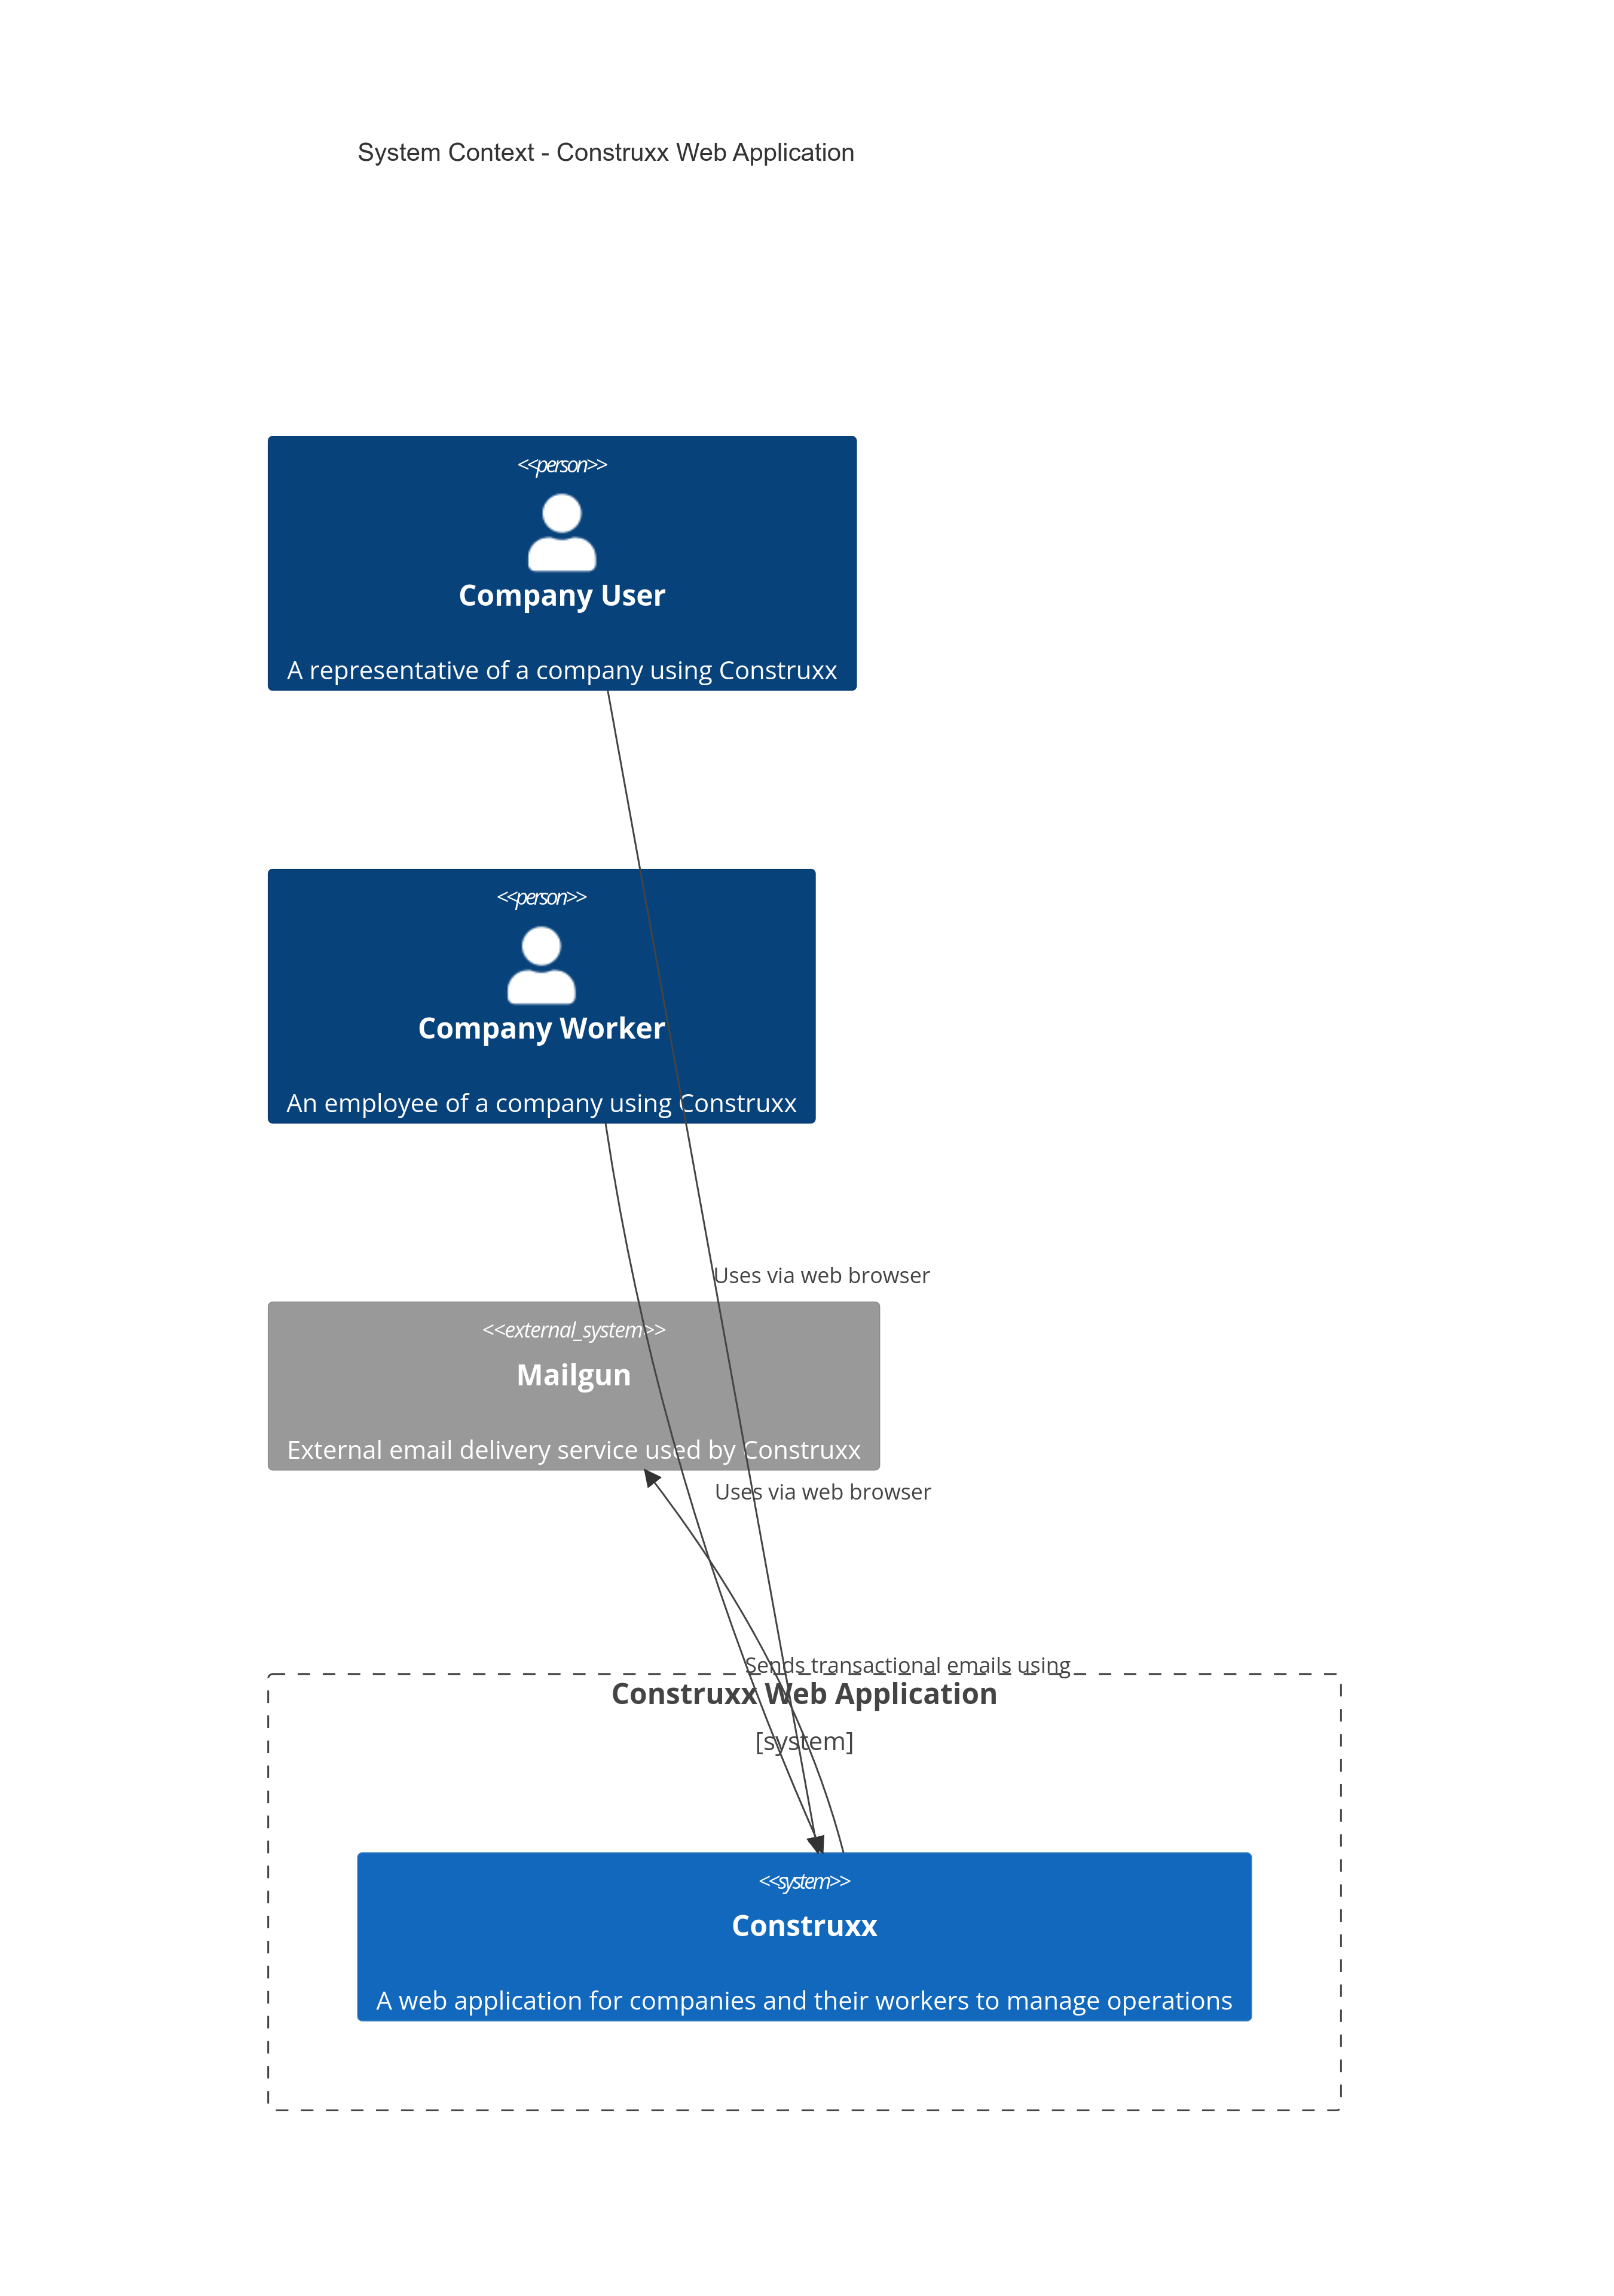 System Context - Construxx Web Application
<<person>>
Company User
A representative of a company using Construxx
<<person>>
Company Worker
An employee of a company using Construxx
Uses via web browser
<<external_system>>
Mailgun
External email delivery service used by Construxx
Uses via web browser
Sends transactional emails using
Construxx Web Application
[system]
<<system>>
Construxx
A web application for companies and their workers to manage operations